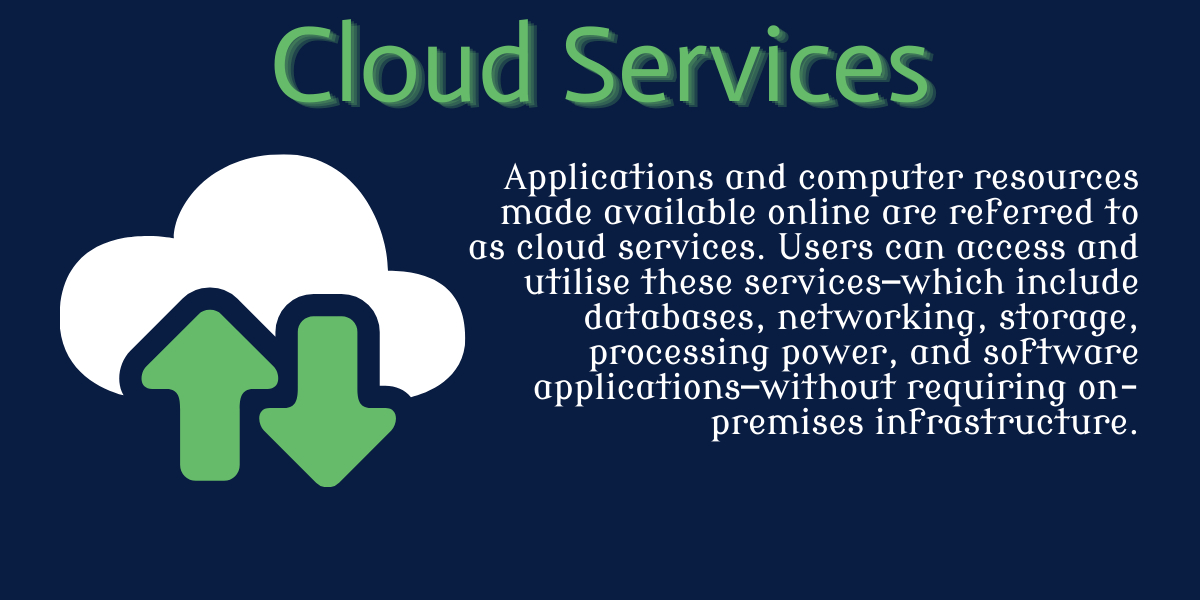 Cloud Services
Applications and computer resources
made available online are referred to
as cloud services. Users can access and
utilise these services—which include
databases, networking, storage,
processing power, and software
applications—without requiring on-
premises infrastructure.